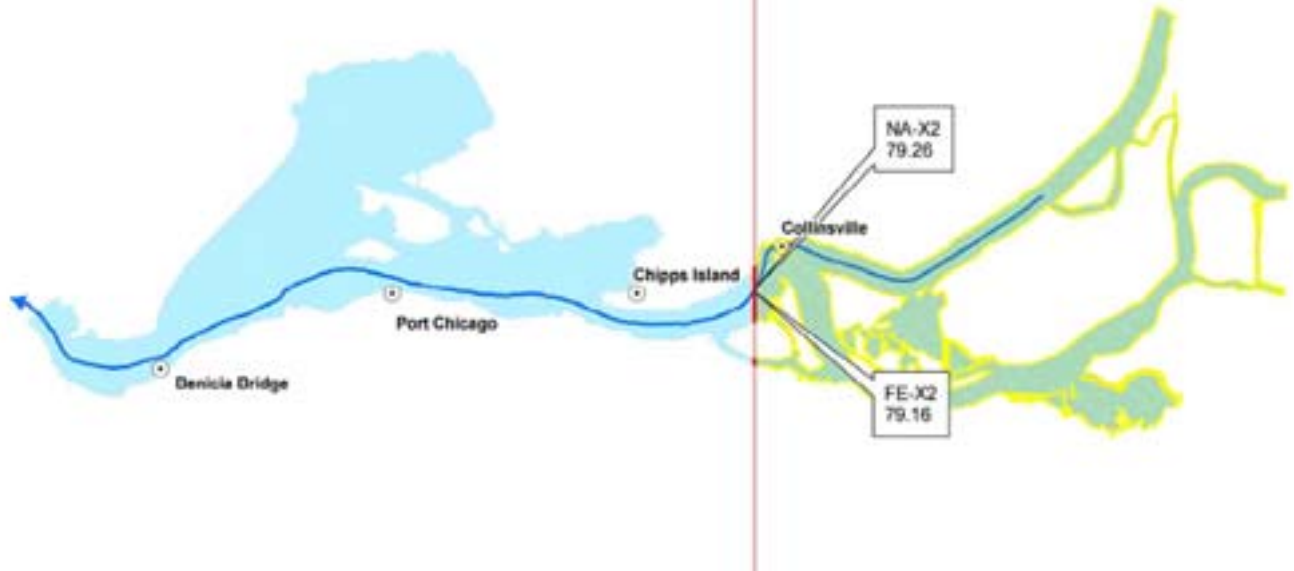 NA-X2
79.26
Collinsville
Chipps Island
Port Chicago
Benicia Bridge
FE-X2
79.16